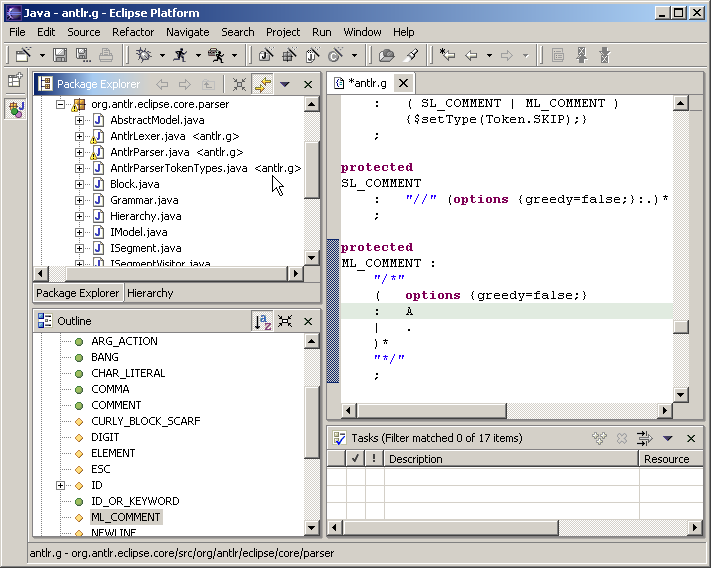 Java - antlr.g - Eclipse Platform
File Edit Source Refactor Navigate Search Project Run Window Help
Package Explorer
org.antlr.eclipse.core.parser
AbstractModel.java
AntlrLexer.java <antlr.g>
AntlrParser.java <antlr.g>
AntlrParserTokenTypes.java <antlr.g>
Block.java
Grammar.java
Hierarchy.java
IModel.java
ISegment.java
ISegmentVisitor.java
Package Explorer Hierarchy
Outline
ARG_ACTION
BANG
CHAR_LITERAL
COMMA
COMMENT
CURLY_BLOCK_SCARF
DIGIT
ELEMENT
ESC
ID
ID_OR_KEYWORD
ML_COMMENT
NEWLINE
*antlr.g
: ( SL_COMMENT | ML_COMMENT )
{$setType(Token.SKIP);}
;
protected
SL_COMMENT
: "//" (options {greedy=false;}:.)*
;
protected
ML_COMMENT :
"/*"
( options {greedy=false;}
: A
| .
)*
"*/"
;
Tasks (Filter matched 0 of 17 items)
! Description Resource
antlr.g - org.antlr.eclipse.core/src/org/antlr/eclipse/core/parser